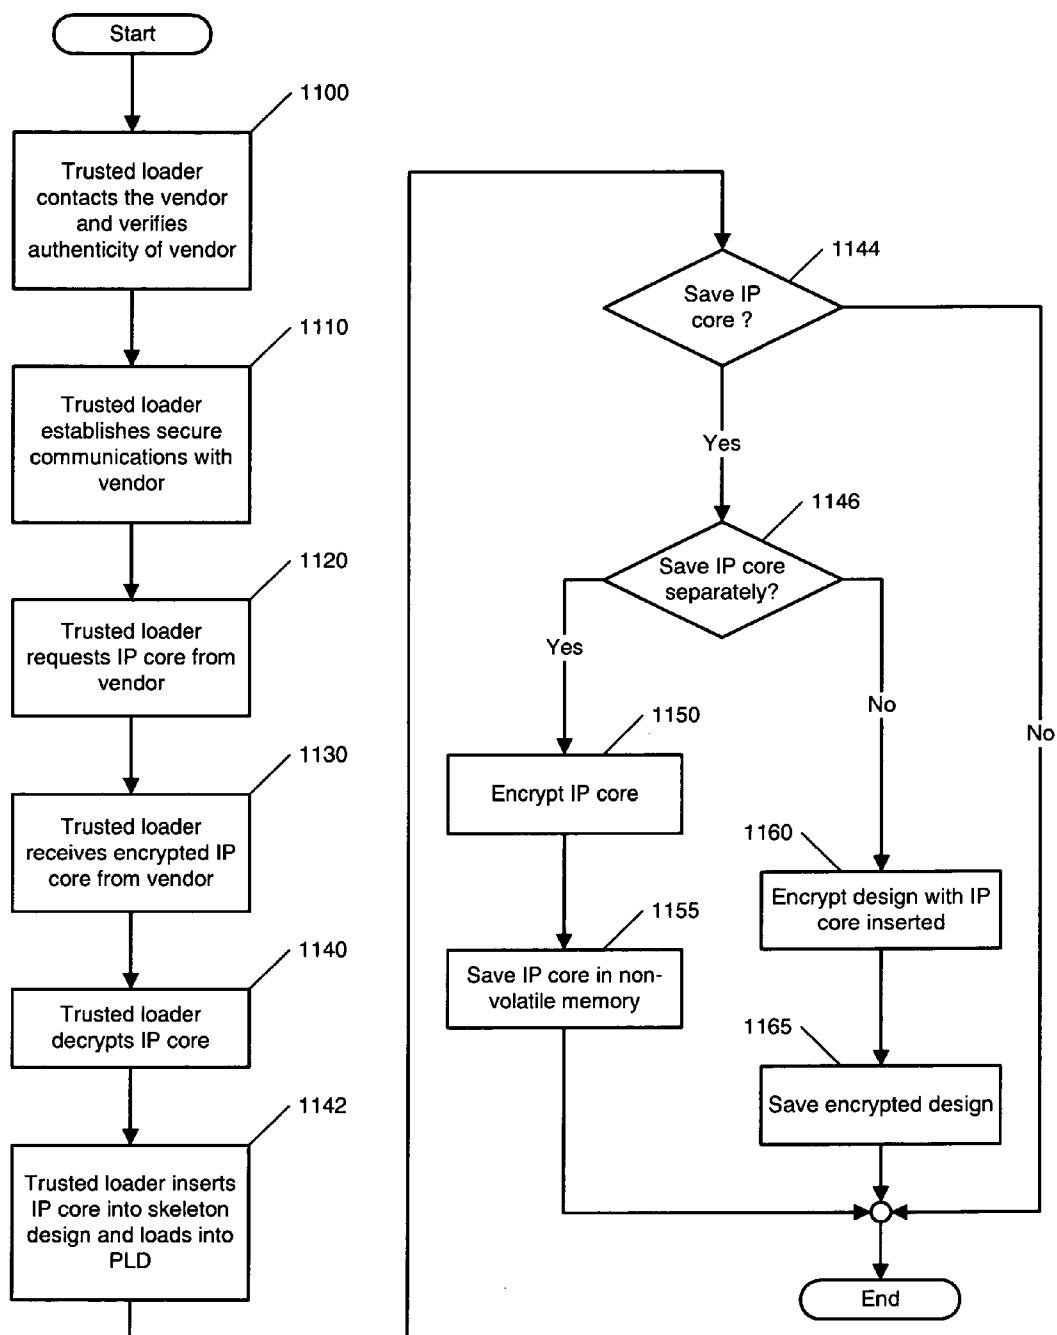 Start
1100
Trusted loader
contacts the vendor
and verifies
authenticity of vendor
1110
Trusted loader
establishes secure
communications with
vendor
1120
Trusted loader
requests IP core from
vendor
1130
Trusted loader
receives encrypted IP
core from vendor
1140
Trusted loader
decrypts IP core
1142
Trusted loader inserts
IP core into skeleton
design and loads into
PLD
1144
Save IP
core ?
Yes
1146
Save IP core
separately?
Yes
No
No
1150
Encrypt IP core
1155
Save IP core in non-
volatile memory
1160
Encrypt design with IP
core inserted
1165
Save encrypted design
End